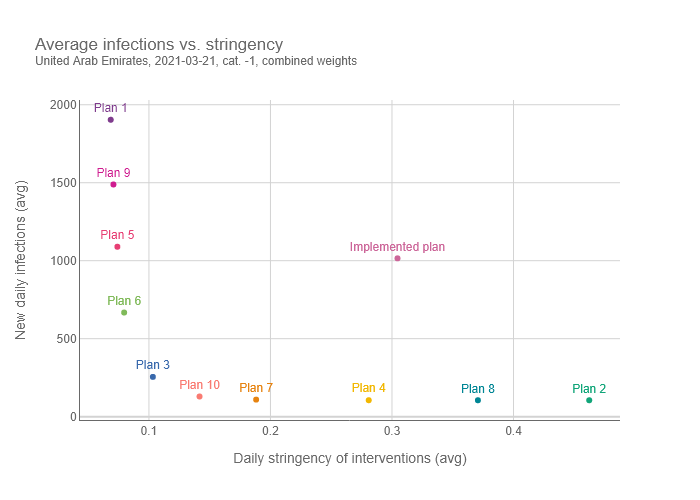 Average infections vs. stringency
United Arab Emirates, 2021-03-21, cat. -1, combined weights
2000
Plan 1
1500
Plan 9
Plan 5
Implemented plan
1000
Plan 6
500
Plan 3
Plan 10
Plan 7
Plan 4
Plan 8
Plan 2
0
0.1
0.2
0.3
0.4
New daily infections (avg)
Daily stringency of interventions (avg)